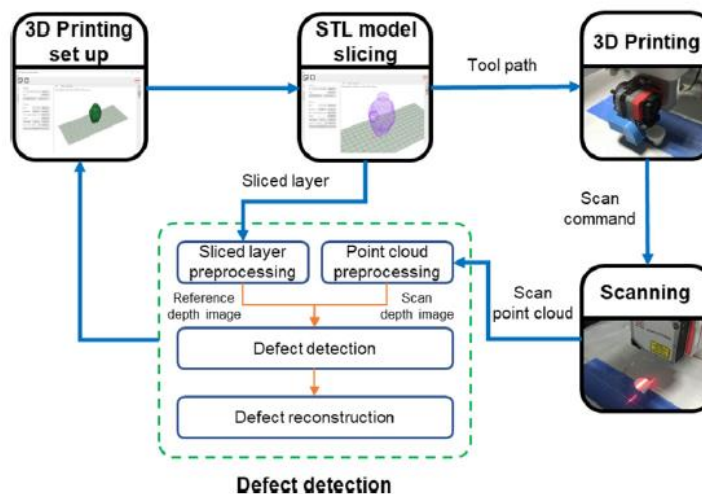 3D Printing
set up
STL model
slicing
3D Printing
Tool path
Sliced layer
Scan
command
Sliced layer
preprocessing
Point cloud
preprocessing
Reference
depth image
Scan
depth image
Scan
point cloud
Scanning
Defect detection
Defect reconstruction
Defect detection